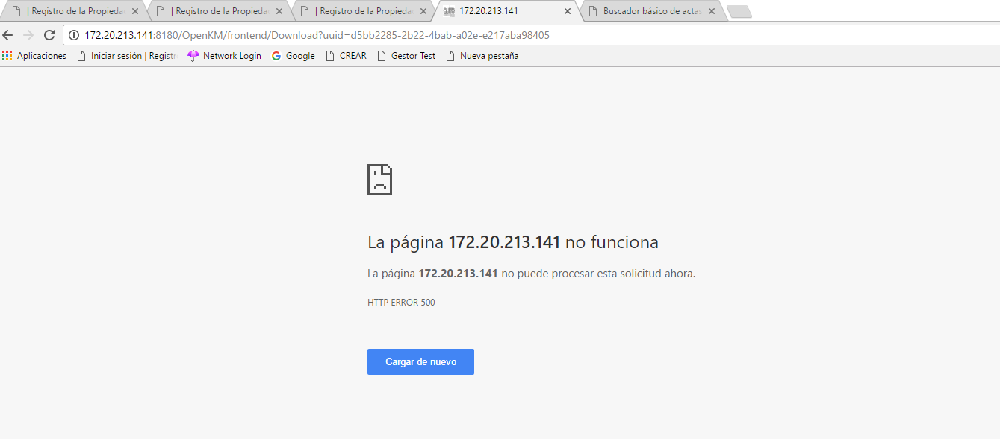 | Registro de la Propieda
| Registro de la Propieda
| Registro de la Propieda
172.20.213.141
Buscador básico de actas
172.20.213.141:8180/OpenKM/frontend/Download?uuid=d5bb2285-2b22-4bab-a02e-e217aba98405
Aplicaciones
Iniciar sesión | Registr
Network Login
Google
CREAR
Gestor Test
Nueva pestaña
La página 172.20.213.141 no funciona
La página 172.20.213.141 no puede procesar esta solicitud ahora.
HTTP ERROR 500
Cargar de nuevo